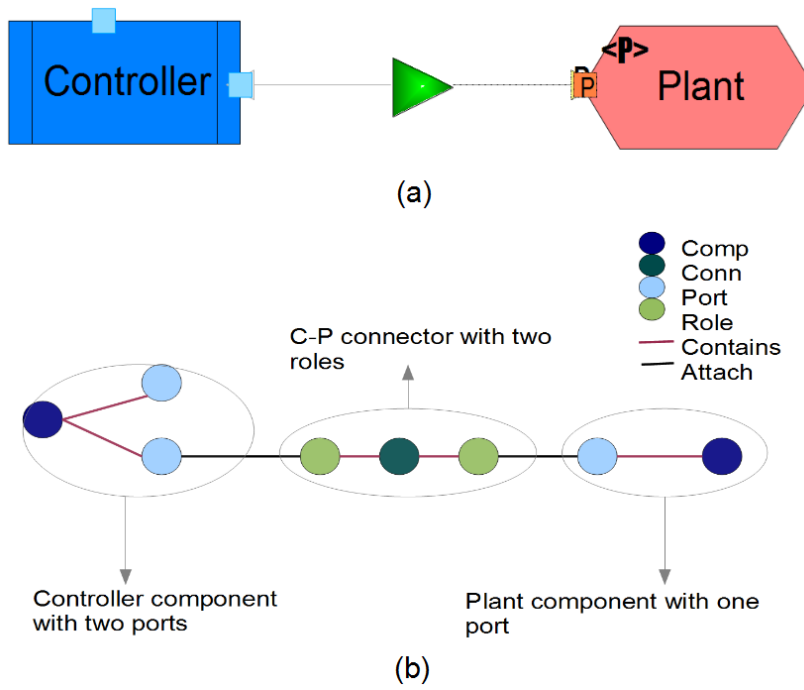 <P>
Controller
P
Plant
(a)
Comp
Conn
Port
Role
Contains
Attach
C-P connector with two
roles
Controller component
with two ports
Plant component with one
port
(b)